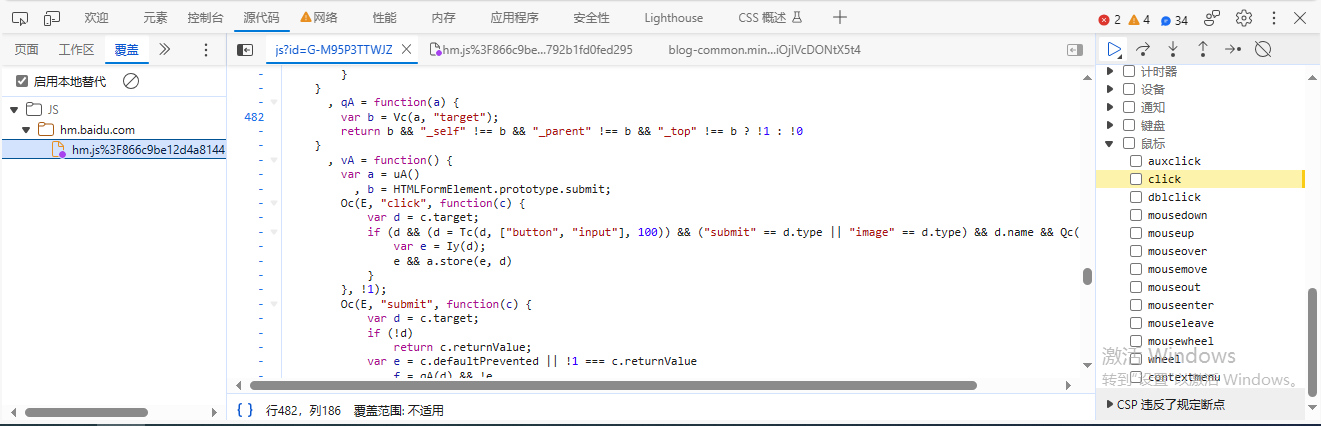 欢迎 元素 控制台 源代码 网络 性能 内存 应用程序 安全性 Lighthouse CSS 概述 2 4 34
页面 工作区 覆盖 js?id=G-M95P3TTWJZ hm.js%3F866c9be...792b1fd0fed295 blog-common.min...iOjIVcDONtX5t4
启用本地替代
JS
hm.baidu.com
hm.js%3F866c9be12d4a8144
- }
- }
- , qA = function(a) {
482 var b = Vc(a, "target");
- return b && "_self" !== b && "_parent" !== b && "_top" !== b ? !1 : !0
- }
- , vA = function() {
- var a = uA()
- , b = HTMLFormElement.prototype.submit;
- Oc(E, "click", function(c) {
- var d = c.target;
- if (d && (d = Tc(d, ["button", "input"], 100)) && ("submit" == d.type || "image" == d.type) && d.name && Qc(
- var e = Iy(d);
- e && a.store(e, d)
- }
- }, !1);
- Oc(E, "submit", function(c) {
- var d = c.target;
- if (!d)
- return c.returnValue;
- var e = c.defaultPrevented || !1 === c.returnValue
- , f = qA(d) && !e
{ } 行482，列186 覆盖范围: 不适用
计时器
设备
通知
键盘
鼠标
auxclick
click
dblclick
mousedown
mouseup
mouseover
mousemove
mouseout
mouseenter
mouseleave
mousewheel
wheel
contextmenu
激活 Windows
转到"设置"以激活 Windows。
CSP 违反了规定断点